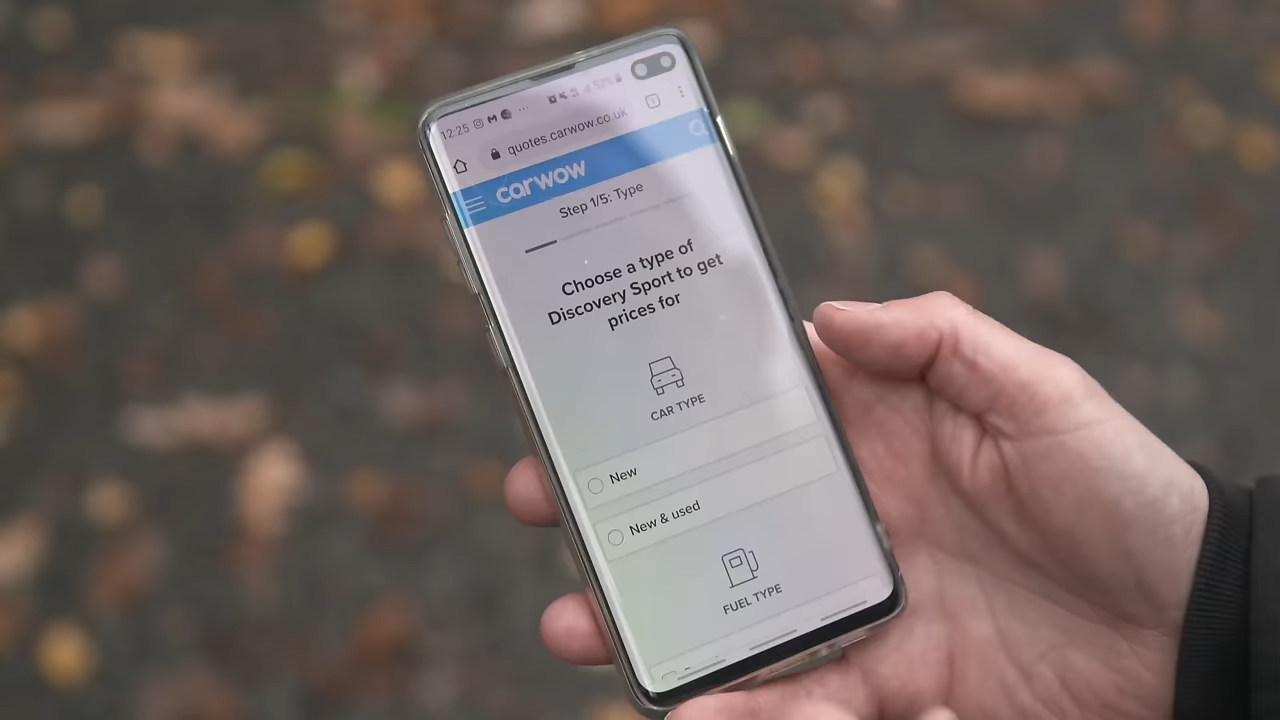 12:25
52%
quotes.carwow.co.uk
carwow
Step 1/5: Type
Choose a type of
Discovery Sport to get
prices for
CAR TYPE
New
New & used
FUEL TYPE